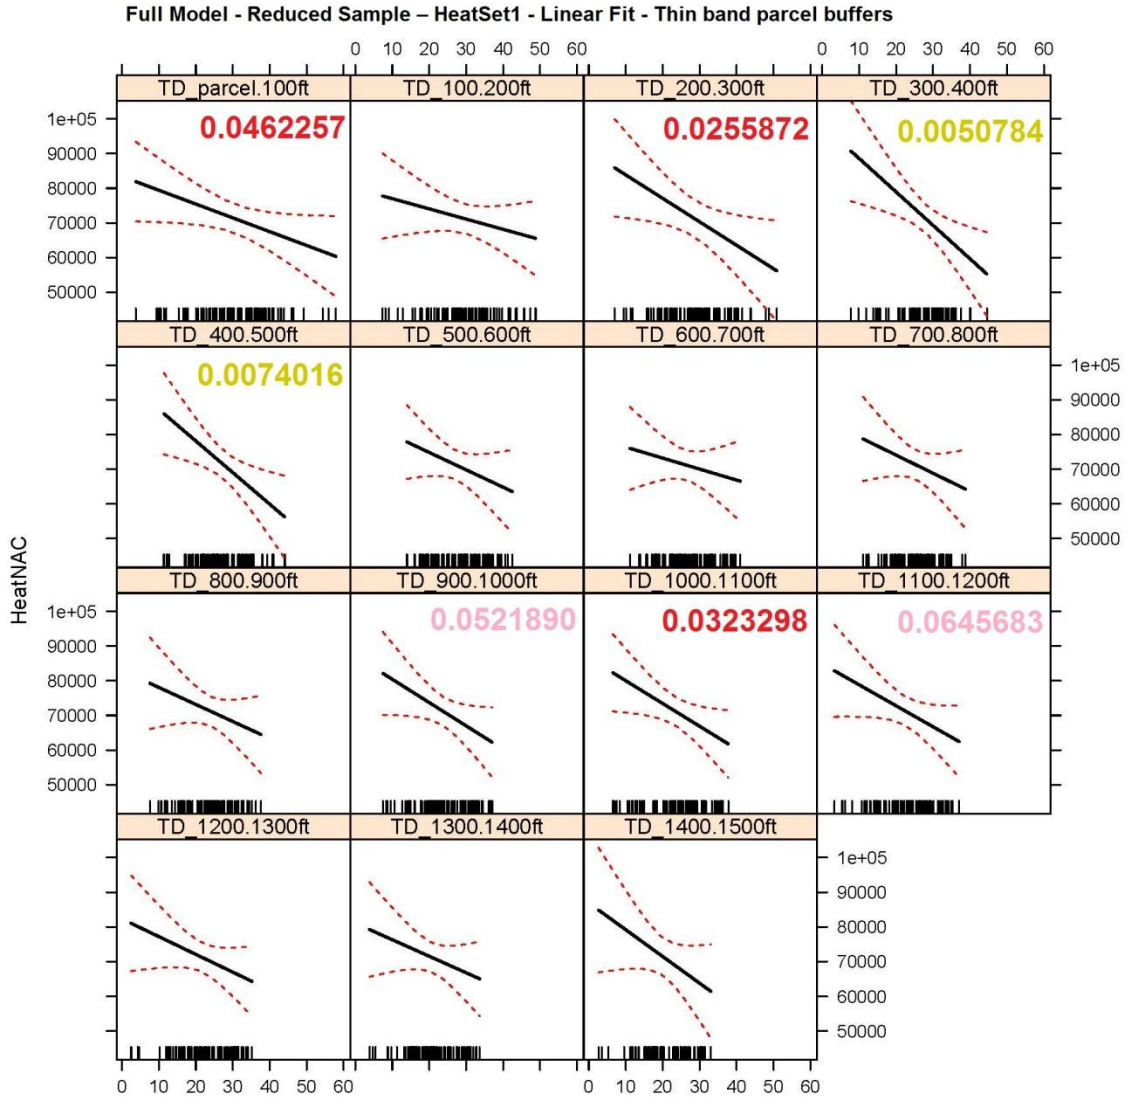 Full Model - Reduced Sample – HeatSet1 - Linear Fit - Thin band parcel buffers
0 10 20 30 40 50 60 0 10 20 30 40 50 60
TD_parcel.100ft TD_100.200ft TD_200.300ft TD_300.400ft
0.0462257 0.0255872 0.0050784
1e+05
90000
80000
70000
60000
50000
TD_400.500ft TD_500.600ft TD_600.700ft TD_700.800ft
0.0074016
1e+05
90000
80000
70000
60000
50000
HeatNAC
TD_800.900ft TD_900.1000ft TD_1000.1100ft TD_1100.1200ft
0.0521890 0.0323298 0.0645683
1e+05
90000
80000
70000
60000
50000
TD_1200.1300ft TD_1300.1400ft TD_1400.1500ft
1e+05
90000
80000
70000
60000
50000
0 10 20 30 40 50 60 0 10 20 30 40 50 60